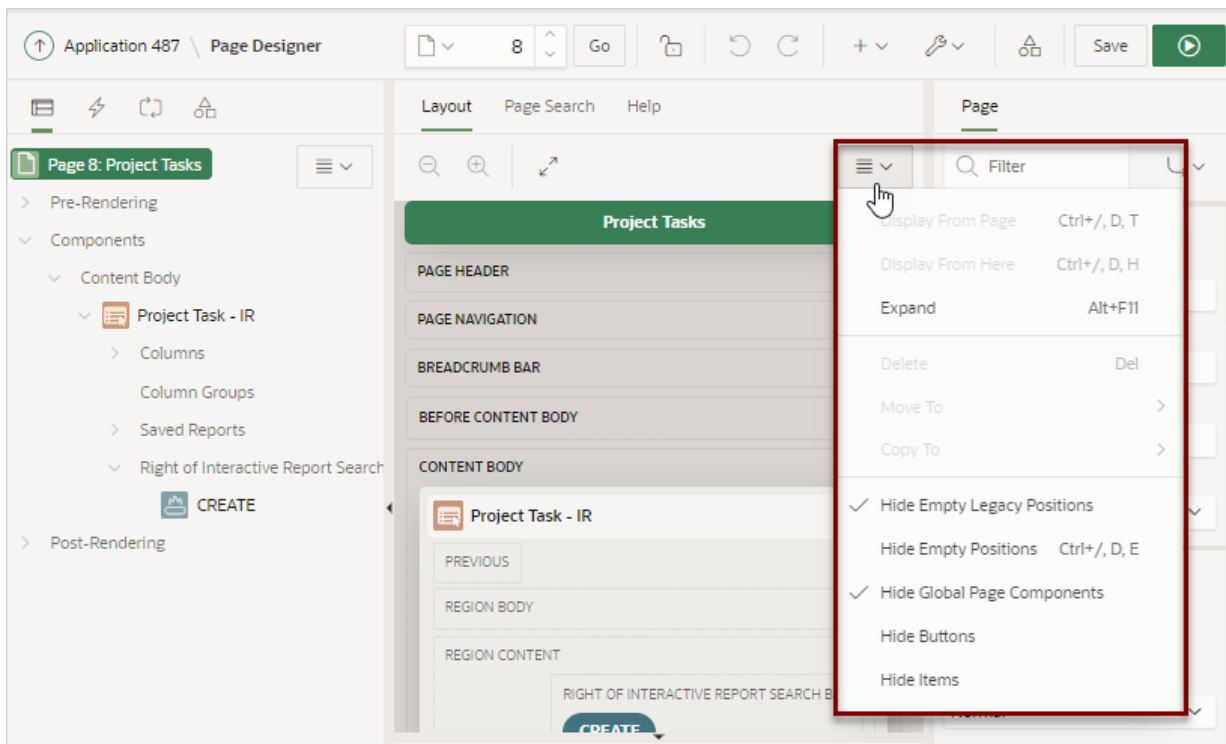 Application 487 \ Page Designer
8
Go
Save
Layout
Page Search
Help
Page
Page 8: Project Tasks
Filter
Pre-Rendering
Components
Content Body
Project Task - IR
Columns
Column Groups
Saved Reports
Right of Interactive Report Search
CREATE
Post-Rendering
Project Tasks
PAGE HEADER
PAGE NAVIGATION
BREADCRUMB BAR
BEFORE CONTENT BODY
CONTENT BODY
Project Task - IR
PREVIOUS
REGION BODY
REGION CONTENT
RIGHT OF INTERACTIVE REPORT SEARCH B
CREATE
Display From Page Ctrl+/, D, T
Display From Here Ctrl+/, D, H
Expand Alt+F11
Delete Del
Move To
Copy To
Hide Empty Legacy Positions
Hide Empty Positions Ctrl+/, D, E
Hide Global Page Components
Hide Buttons
Hide Items